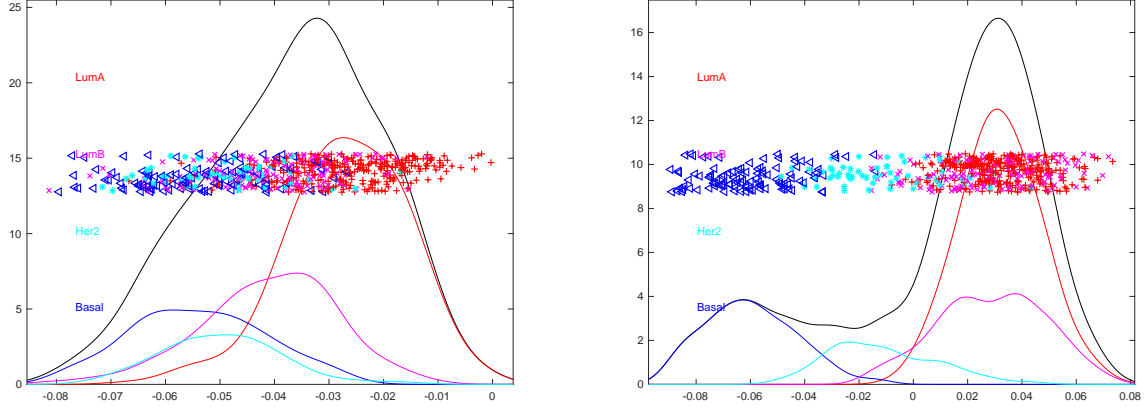 25
20
15
10
5
0
LumA
LumB
Her2
Basal
-0.08 -0.07 -0.06 -0.05 -0.04 -0.03 -0.02 -0.01 0
16
14
12
10
8
6
4
2
0
LumA
LumB
Her2
Basal
-0.08 -0.06 -0.04 -0.02 0 0.02 0.04 0.06 0.08